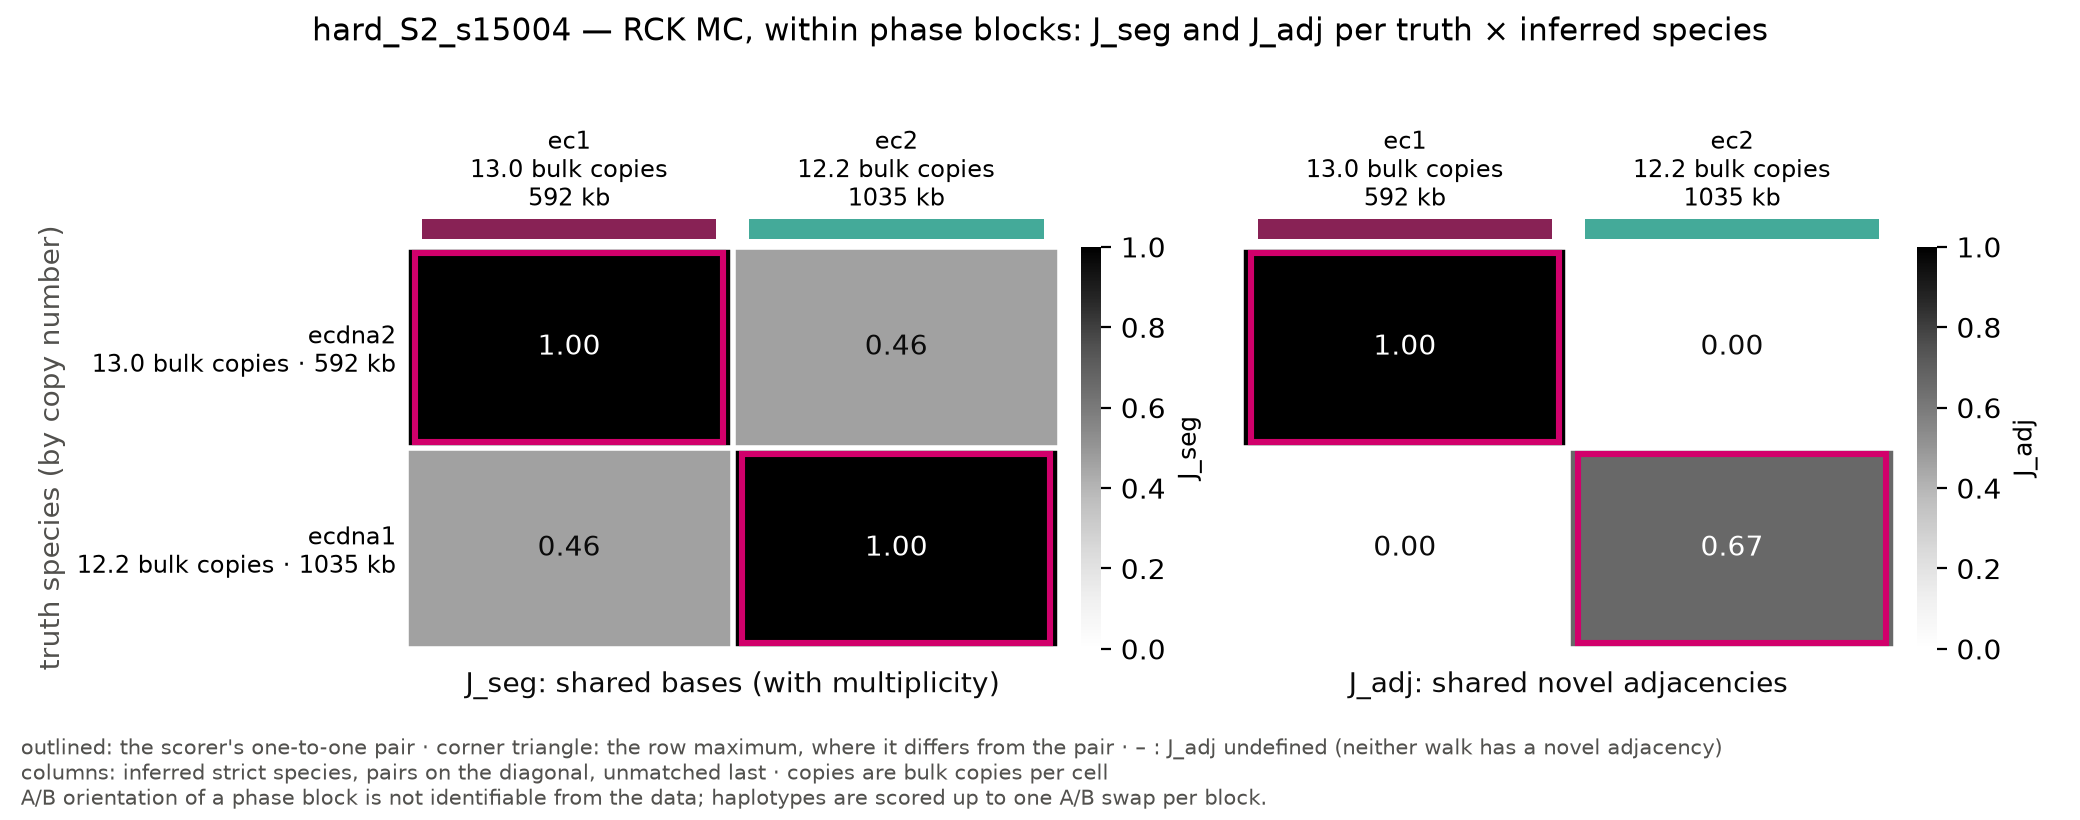 hard_S2_s15004 — RCK MC, within phase blocks: J_seg and J_adj per truth × inferred species
ec1
13.0 bulk copies
592 kb
ec2
12.2 bulk copies
1035 kb
truth species (by copy number)
ecdna2
13.0 bulk copies · 592 kb
ecdna1
12.2 bulk copies · 1035 kb
1.00
0.46
0.46
1.00
1.0
0.8
0.6
0.4
0.2
0.0
J_seg
J_seg: shared bases (with multiplicity)
ec1
13.0 bulk copies
592 kb
ec2
12.2 bulk copies
1035 kb
1.00
0.00
0.00
0.67
1.0
0.8
0.6
0.4
0.2
0.0
J_adj
J_adj: shared novel adjacencies
outlined: the scorer's one-to-one pair · corner triangle: the row maximum, where it differs from the pair · – : J_adj undefined (neither walk has a novel adjacency)
columns: inferred strict species, pairs on the diagonal, unmatched last · copies are bulk copies per cell
A/B orientation of a phase block is not identifiable from the data; haplotypes are scored up to one A/B swap per block.